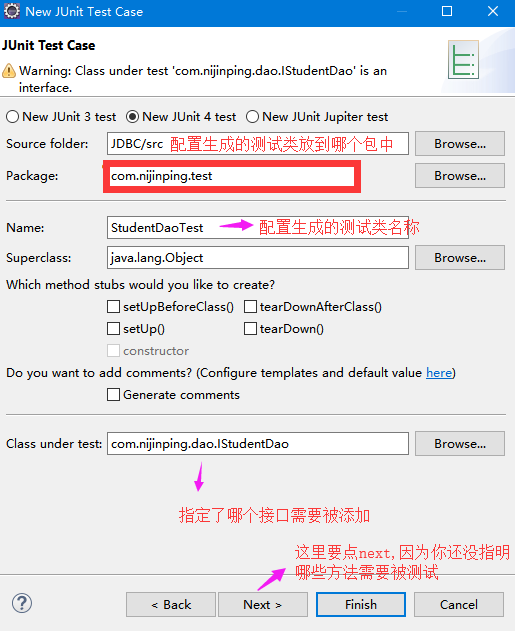 New JUnit Test Case
JUnit Test Case
Warning: Class under test 'com.nijinping.dao.IStudentDao' is an
interface.
New JUnit 3 test New JUnit 4 test New JUnit Jupiter test
Source folder: JDBC/src 配置生成的测试类放到哪个包中 Browse...
Package: com.nijinping.test Browse...
Name: StudentDaoTest 配置生成的测试类名称
Superclass: java.lang.Object Browse...
Which method stubs would you like to create?
setUpBeforeClass() tearDownAfterClass()
setUp() tearDown()
constructor
Do you want to add comments? (Configure templates and default value here)
Generate comments
Class under test: com.nijinping.dao.IStudentDao Browse...
指定了哪个接口需要被添加
这里要点next,因为你还没指明
哪些方法需要被测试
? < Back Next > Finish Cancel